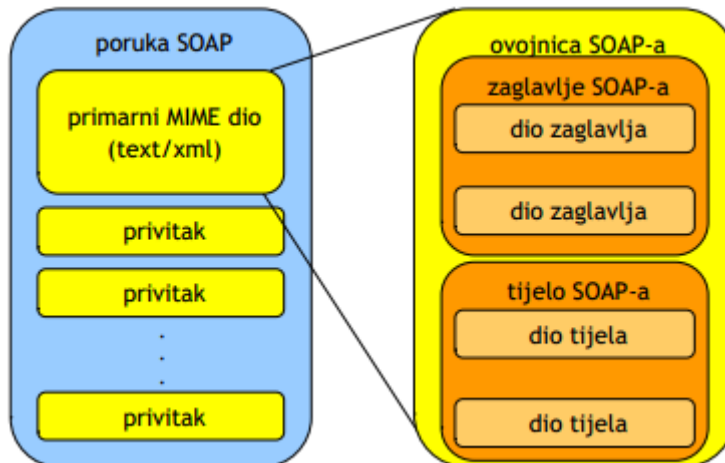 poruka SOAP
primarni MIME dio
(text/xml)
privitak
privitak
.
.
.
privitak
ovojnica SOAP-a
zaglavlje SOAP-a
dio zaglavlja
dio zaglavlja
tijelo SOAP-a
dio tijela
dio tijela